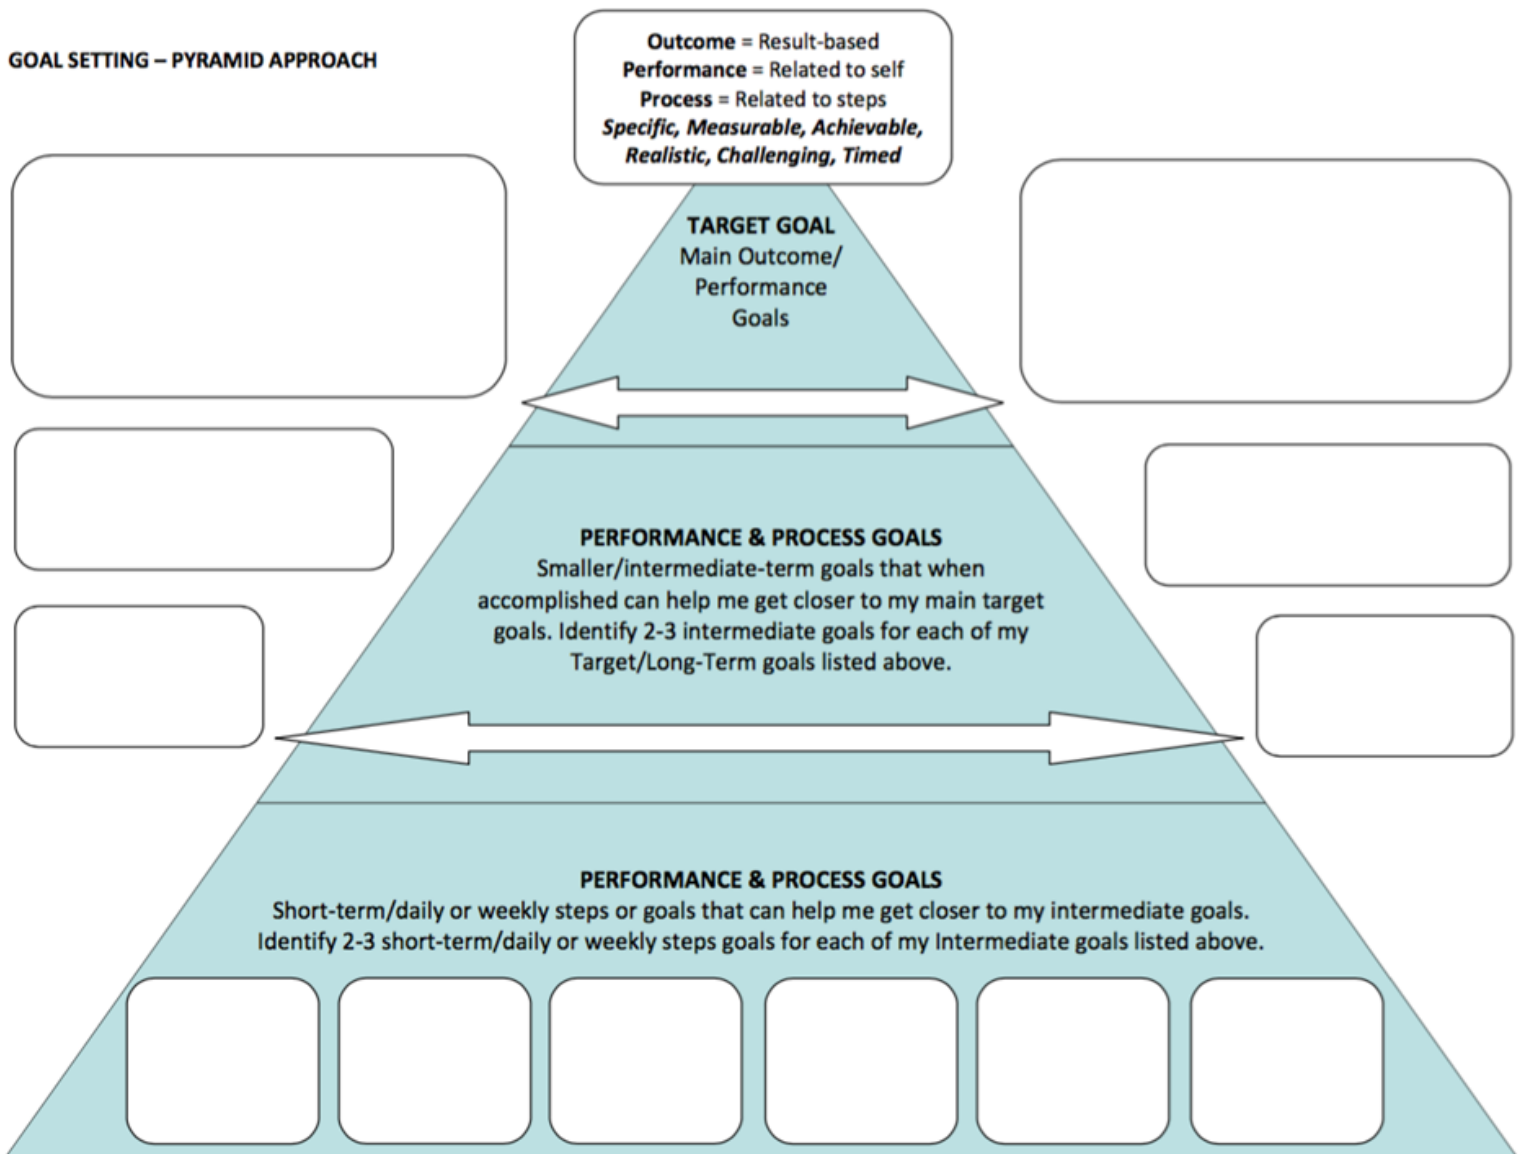 GOAL SETTING – PYRAMID APPROACH
Outcome = Result-based
Performance = Related to self
Process = Related to steps
Specific, Measurable, Achievable,
Realistic, Challenging, Timed
TARGET GOAL
Main Outcome/
Performance
Goals
PERFORMANCE & PROCESS GOALS
Smaller/intermediate-term goals that when
accomplished can help me get closer to my main target
goals. Identify 2-3 intermediate goals for each of my
Target/Long-Term goals listed above.
PERFORMANCE & PROCESS GOALS
Short-term/daily or weekly steps or goals that can help me get closer to my intermediate goals.
Identify 2-3 short-term/daily or weekly steps goals for each of my Intermediate goals listed above.